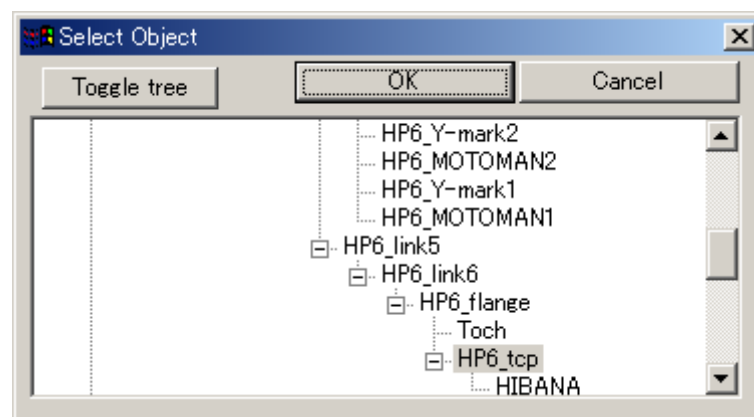 Select Object
Toggle tree OK Cancel
HP6_Y-mark2
HP6_MOTOMAN2
HP6_Y-mark1
HP6_MOTOMAN1
HP6_link5
HP6_link6
HP6_flange
Toch
HP6_tcp
HIBANA